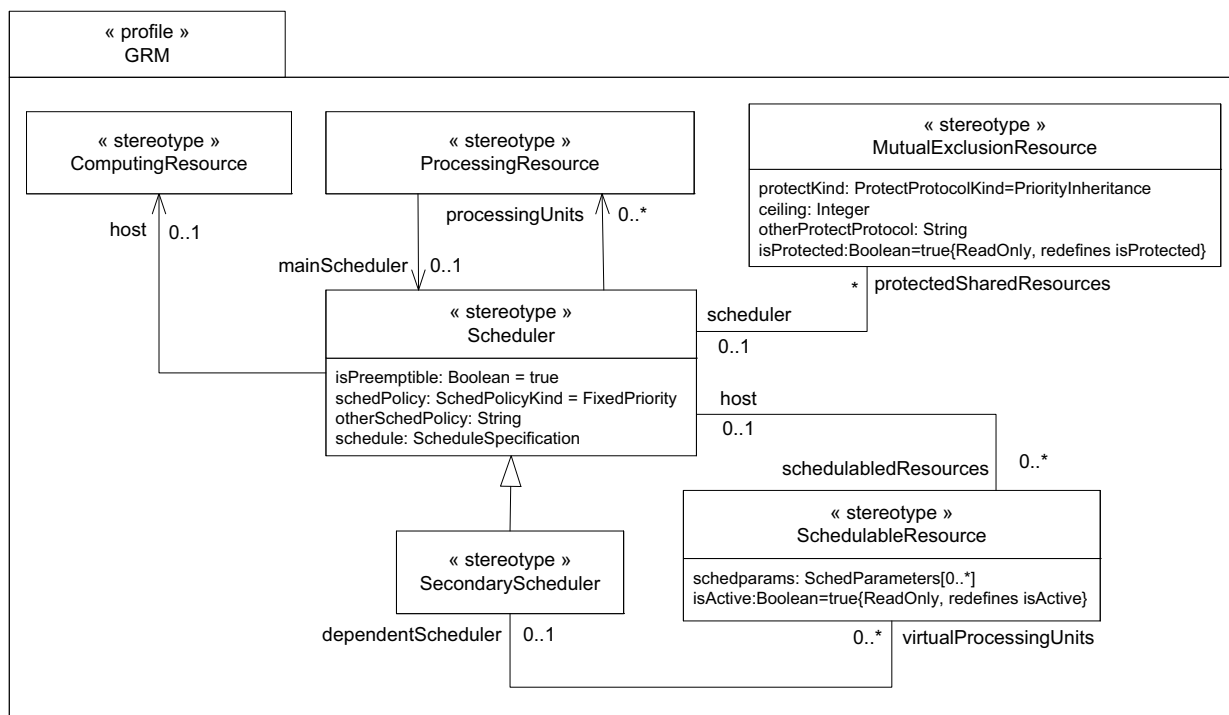 « profile »
GRM
« stereotype »
ComputingResource
« stereotype »
ProcessingResource
« stereotype »
MutualExclusionResource
protectKind: ProtectProtocolKind=PriorityInheritance
ceiling: Integer
otherProtectProtocol: String
isProtected:Boolean=true{ReadOnly, redefines isProtected}
host
0..1
processingUnits
0..*
mainScheduler
0..1
* protectedSharedResources
« stereotype »
Scheduler
isPreemptible: Boolean = true
schedPolicy: SchedPolicyKind = FixedPriority
otherSchedPolicy: String
schedule: ScheduleSpecification
scheduler
0..1
host
0..1
schedulabledResources
0..*
« stereotype »
SecondaryScheduler
« stereotype »
SchedulableResource
schedparams: SchedParameters[0..*]
isActive:Boolean=true{ReadOnly, redefines isActive}
dependentScheduler
0..1
0..*
virtualProcessingUnits